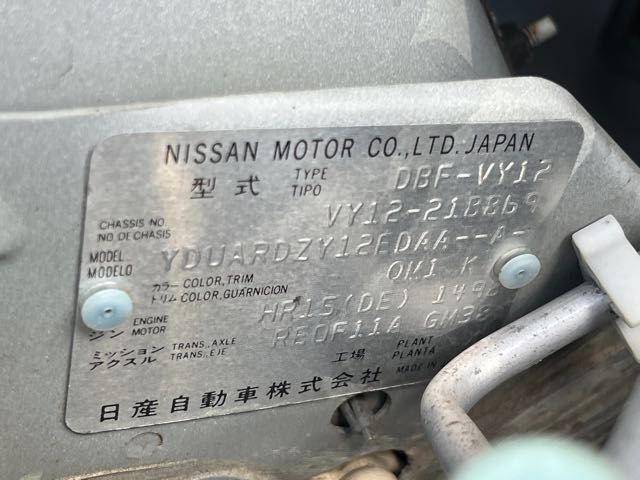 NISSAN MOTOR CO.,LTD. JAPAN
型式 TYPE TIPO DBF-VY12
CHASSIS NO. NO DE CHASIS VY12-218869
MODEL MODELO YDUARDZY12EDAA--A-
カラー トリム COLOR,TRIM COLOR,GUARNICION K
ジン ENGINE MOTOR HR15(DE)
ミッション アクスル TRANS.,AXLE TRANS.,EJE RE0F11A
工場 PLANT PLANTA
日産自動車株式会社 MADE IN